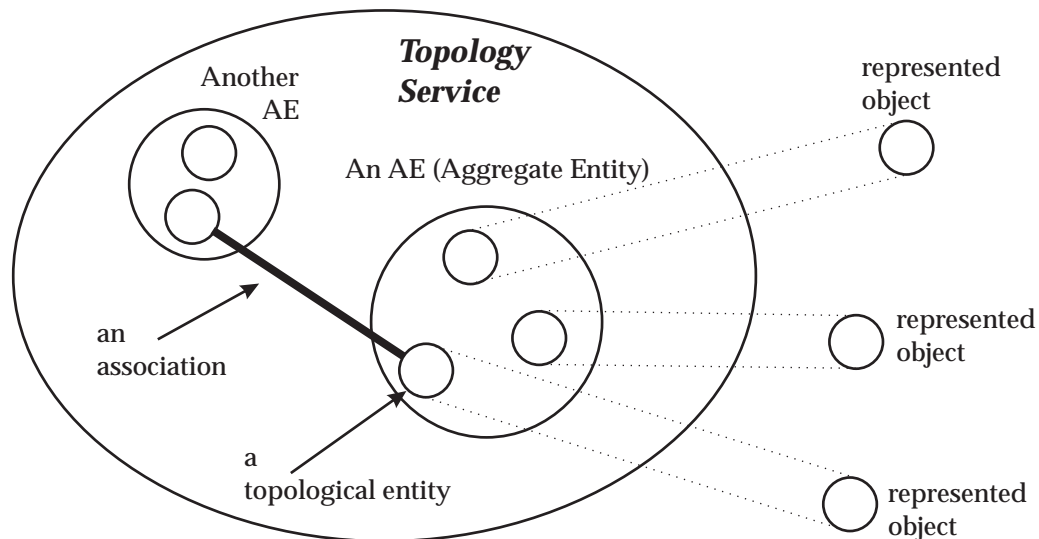 Topology
Service
Another
AE
An AE (Aggregate Entity)
represented
object
an
association
represented
object
a
topological entity
represented
object